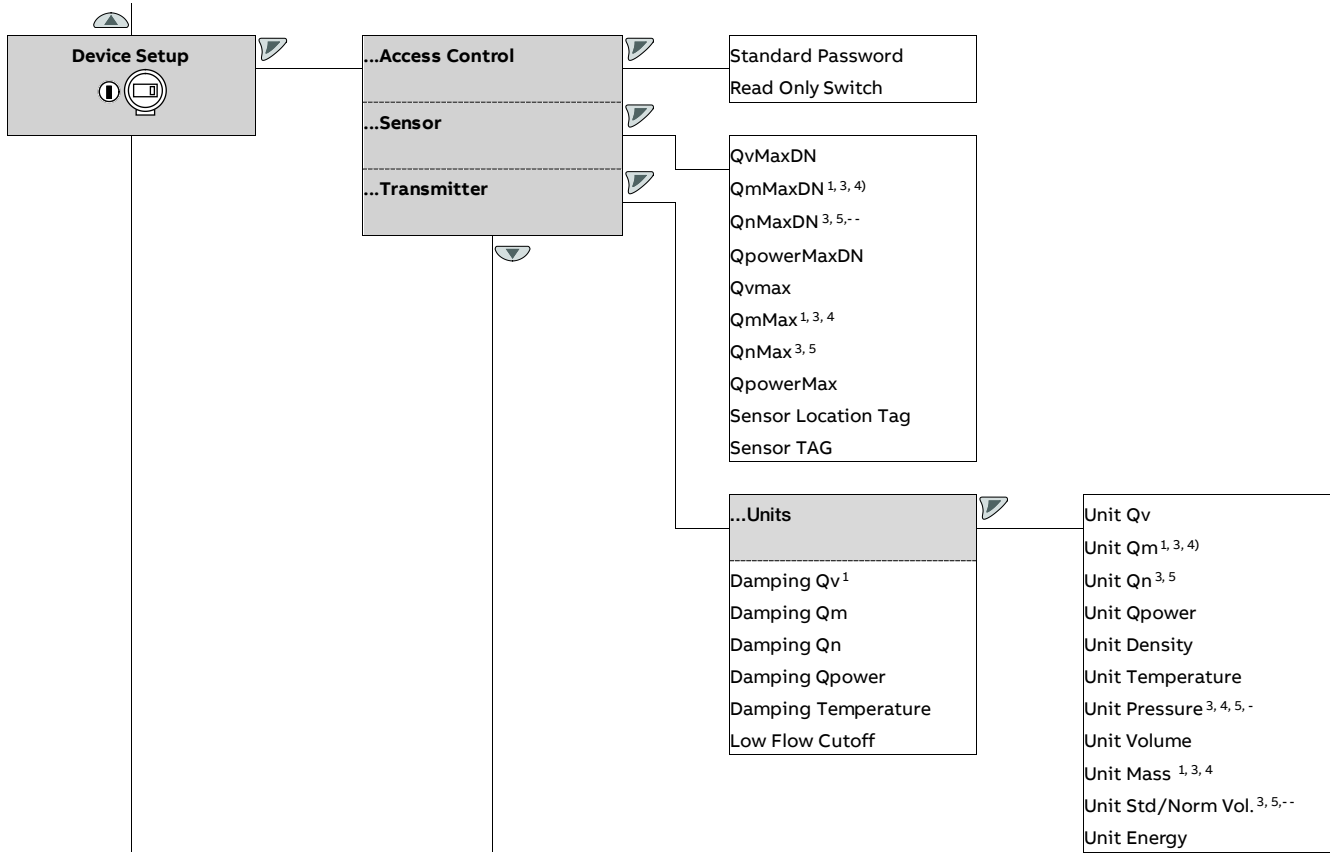 Device Setup
...Access Control
...Sensor
...Transmitter
Standard Password
Read Only Switch
QvMaxDN
QmMaxDN 1, 3, 4)
QnMaxDN 3, 5,- -
QpowerMaxDN
Qvmax
QmMax 1, 3, 4
QnMax 3, 5
QpowerMax
Sensor Location Tag
Sensor TAG
...Units
Damping Qv 1
Damping Qm
Damping Qn
Damping Qpower
Damping Temperature
Low Flow Cutoff
Unit Qv
Unit Qm 1, 3, 4)
Unit Qn 3, 5
Unit Qpower
Unit Density
Unit Temperature
Unit Pressure 3, 4, 5, -
Unit Volume
Unit Mass 1, 3, 4
Unit Std/Norm Vol. 3, 5,- -
Unit Energy